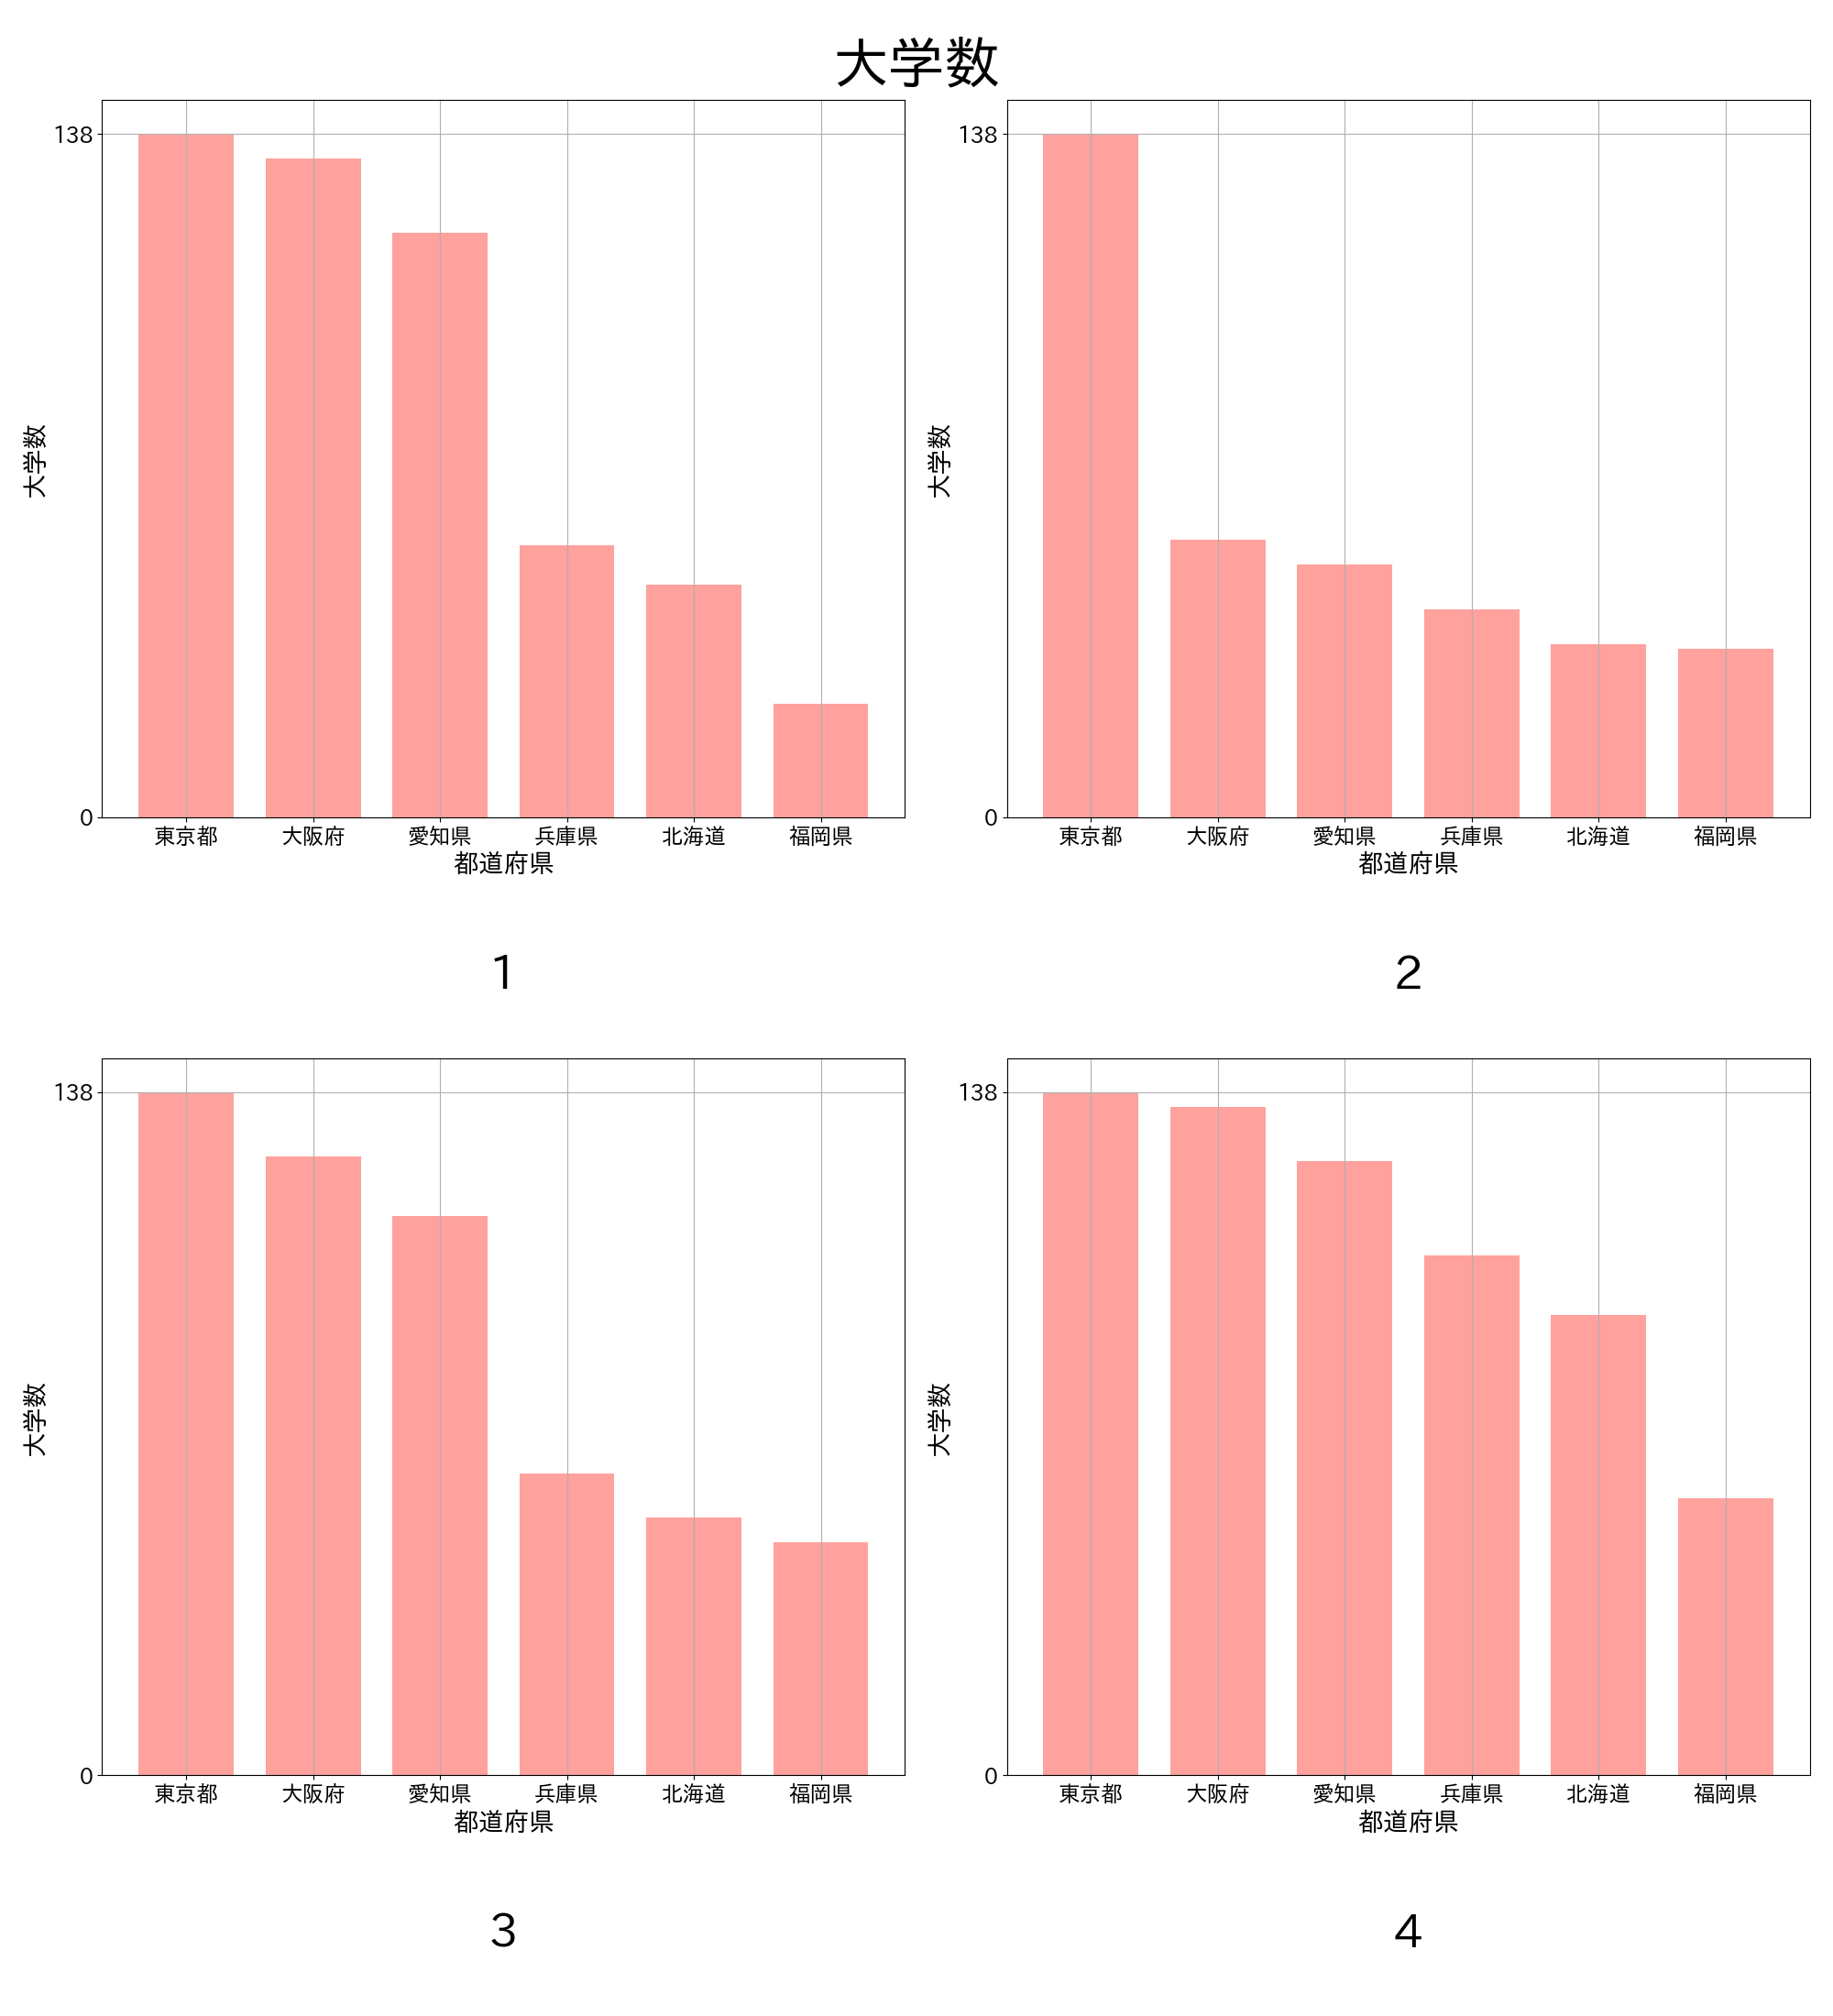 大学数
138
0
大学数
東京都 大阪府 愛知県 兵庫県 北海道 福岡県
都道府県
1
138
0
大学数
東京都 大阪府 愛知県 兵庫県 北海道 福岡県
都道府県
2
138
0
大学数
東京都 大阪府 愛知県 兵庫県 北海道 福岡県
都道府県
3
138
0
大学数
東京都 大阪府 愛知県 兵庫県 北海道 福岡県
都道府県
4